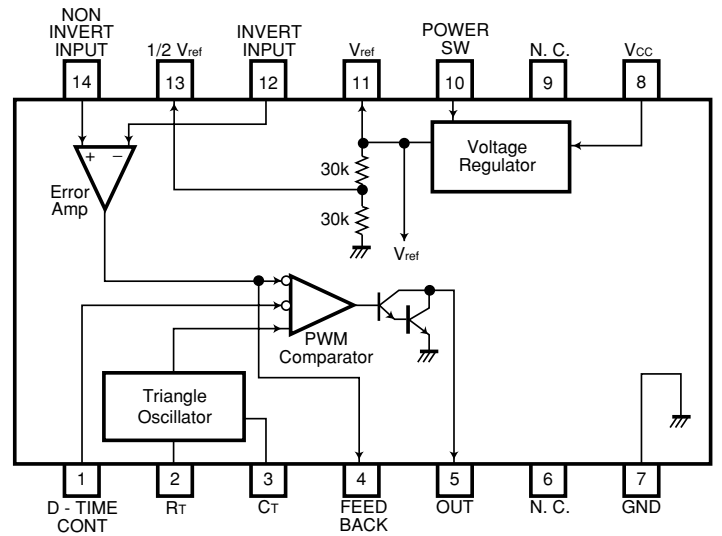 NON
INVERT
INPUT
1/2 Vref
INVERT
INPUT
Vref
POWER
SW
N. C.
VCC
14
13
12
11
10
9
8
+ −
Error
Amp
30k
30k
Vref
Voltage
Regulator
PWM
Comparator
Triangle
Oscillator
1
2
3
4
5
6
7
D - TIME
CONT
RT
CT
FEED
BACK
OUT
N. C.
GND